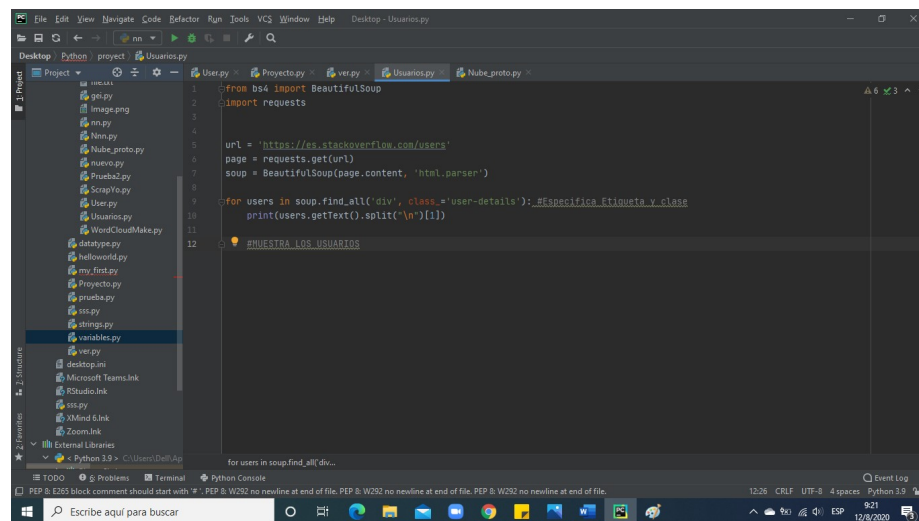 File Edit View Navigate Code Refactor Run Tools VCS Window Help Desktop - Usuarios.py
nn
Desktop Python proyect Usuarios.py
1: Project
Project
User.py Proyecto.py ver.py Usuarios.py Nube_proto.py
gei.py
Image.png
nn.py
Nnn.py
Nube_proto.py
nuevo.py
Prueba2.py
ScrapYo.py
User.py
Usuarios.py
WordCloudMake.py
datatype.py
helloworld.py
my_first.py
Proyecto.py
prueba.py
sss.py
strings.py
variables.py
ver.py
desktop.ini
Microsoft Teams.lnk
RStudio.lnk
sss.py
XMind 6.lnk
Zoom.lnk
External Libraries
< Python 3.9 > C:\Users\Dell\Ap
Z: Structure
2: Favorites
1 from bs4 import BeautifulSoup
2 import requests
3
4
5 url = 'https://es.stackoverflow.com/users'
6 page = requests.get(url)
7 soup = BeautifulSoup(page.content, 'html.parser')
8
9 for users in soup.find_all('div', class_='user-details'): #Especifica Etiqueta y clase
10 print(users.getText().split("\n")[1])
11
12 #MUESTRA LOS USUARIOS
6 3
for users in soup.find_all('div...
TODO 6: Problems Terminal Python Console Event Log
PEP 8: E265 block comment should start with '# '. PEP 8: W292 no newline at end of file. PEP 8: W292 no newline at end of file. PEP 8: W292 no newline at end of file. 12:26 CRLF UTF-8 4 spaces Python 3.9
Escribe aquí para buscar
ESP 9:21
12/8/2020